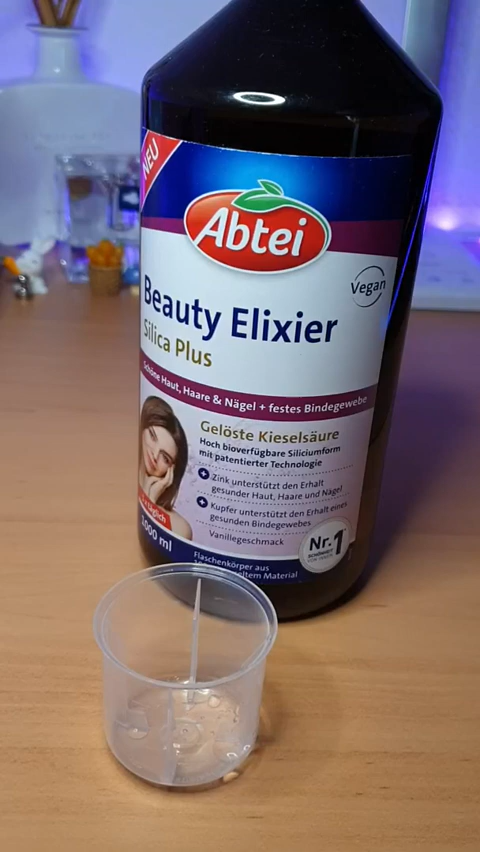 NEU
Abtei
Vegan
Beauty Elixier
Silica Plus
Schöne Haut, Haare & Nägel + festes Bindegewebe
Gelöste Kieselsäure
Hoch bioverfügbare Siliciumform
mit patentierter Technologie
Zink unterstützt den Erhalt
gesunder Haut, Haare und Nägel
Kupfer unterstützt den Erhalt eines
gesunden Bindegewebes
Vanillegeschmack
täglich
1000 ml
Nr. 1
Flaschenkörper aus
Material